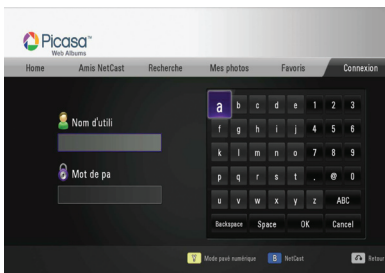 Picasa™
Web Albums
Home Amis NetCast Recherche Mes photos Favoris Connexion
Nom d'utili
Mot de pa
a b c d e 1 2 3
f g h i j 4 5 6
k l m n o 7 8 9
p q r s t . @ 0
u v w x y z ABC
Backspace Space OK Cancel
Y Mode pavé numérique B NetCast Retour